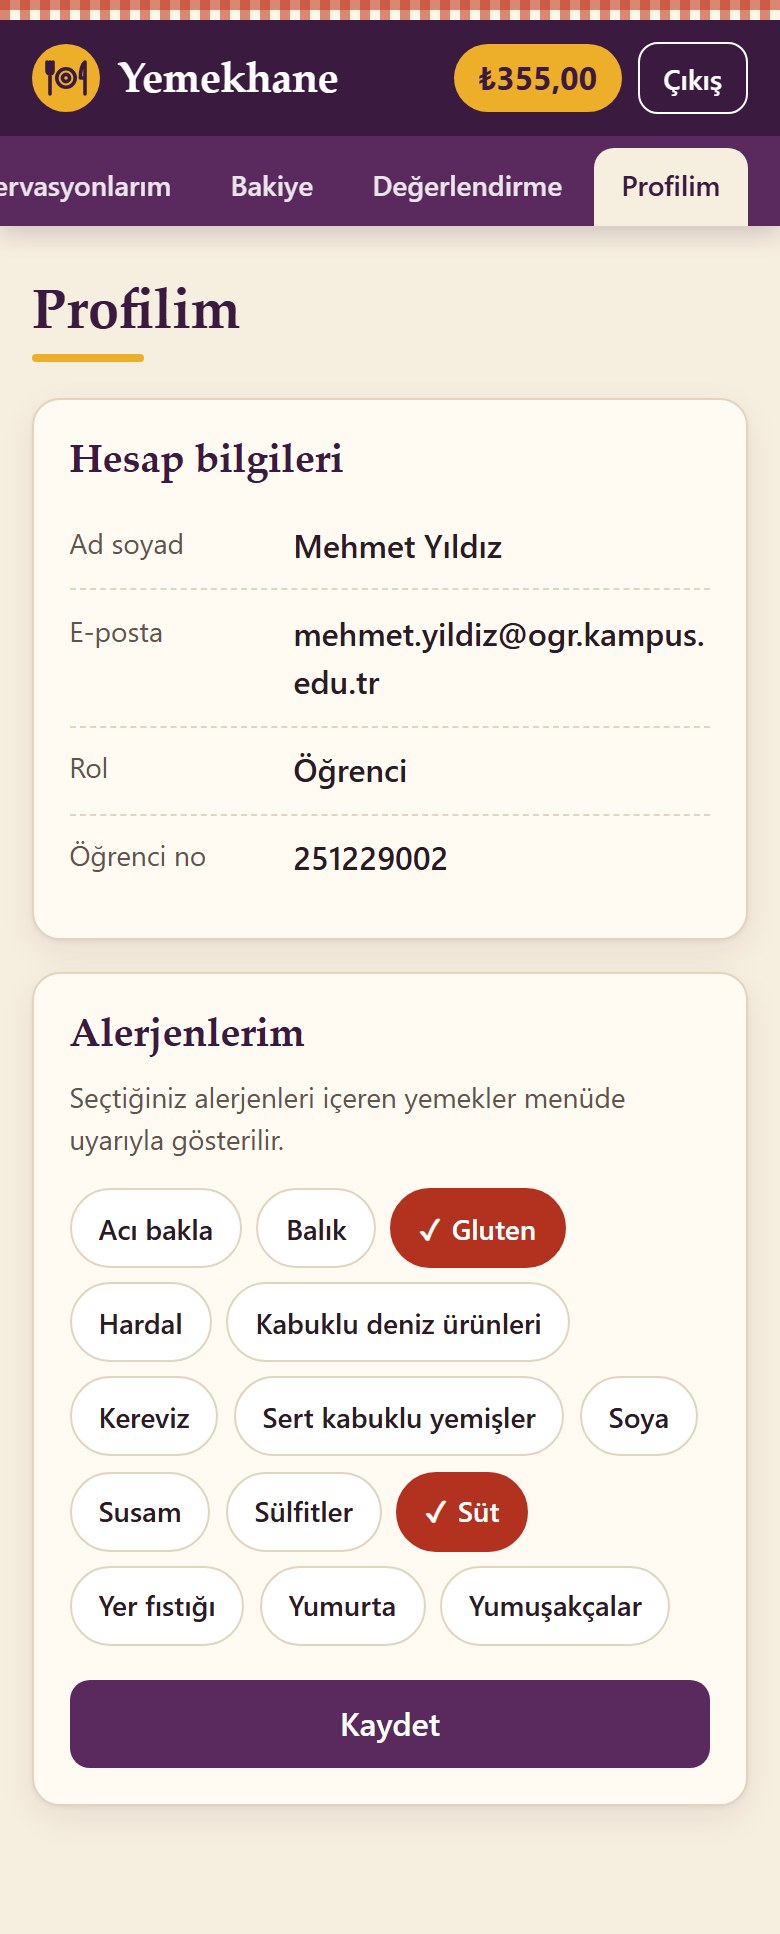 Yemekhane
₺355,00
Çıkış
ervasyonlarım Bakiye Değerlendirme Profilim
Profilim
Hesap bilgileri
Ad soyad Mehmet Yıldız
E-posta mehmet.yildiz@ogr.kampus.
edu.tr
Rol Öğrenci
Öğrenci no 251229002
Alerjenlerim
Seçtiğiniz alerjenleri içeren yemekler menüde
uyarıyla gösterilir.
Acı bakla Balık ✓ Gluten
Hardal Kabuklu deniz ürünleri
Kereviz Sert kabuklu yemişler Soya
Susam Sülfitler ✓ Süt
Yer fıstığı Yumurta Yumuşakçalar
Kaydet